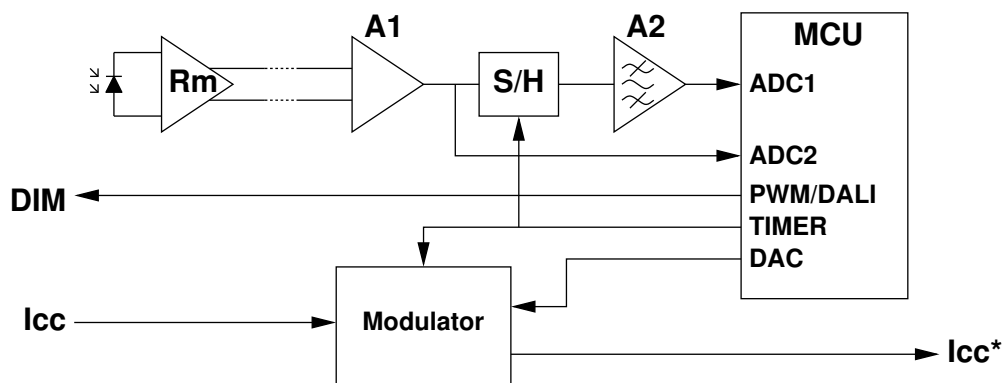 A1
A2
MCU
Rm
S/H
ADC1
ADC2
DIM
PWM/DALI
TIMER
DAC
Icc
Modulator
Icc*